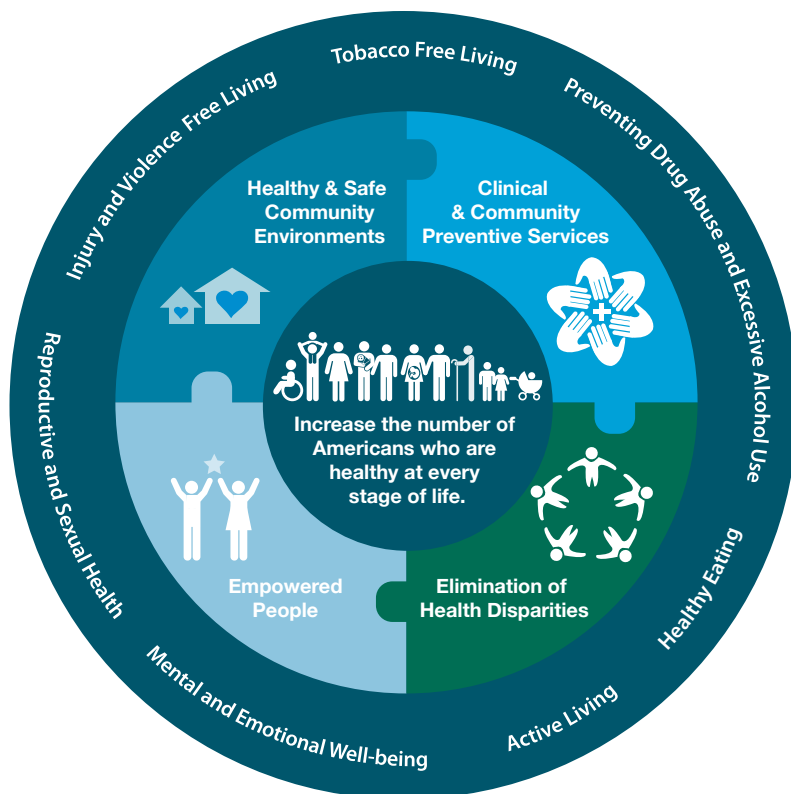 Tobacco Free Living
Preventing Drug Abuse and Excessive Alcohol Use
Healthy Eating
Active Living
Mental and Emotional Well-being
Reproductive and Sexual Health
Injury and Violence Free Living
Healthy & Safe
Community
Environments
Clinical
& Community
Preventive Services
Increase the number of
Americans who are
healthy at every
stage of life.
Empowered
People
Elimination of
Health Disparities